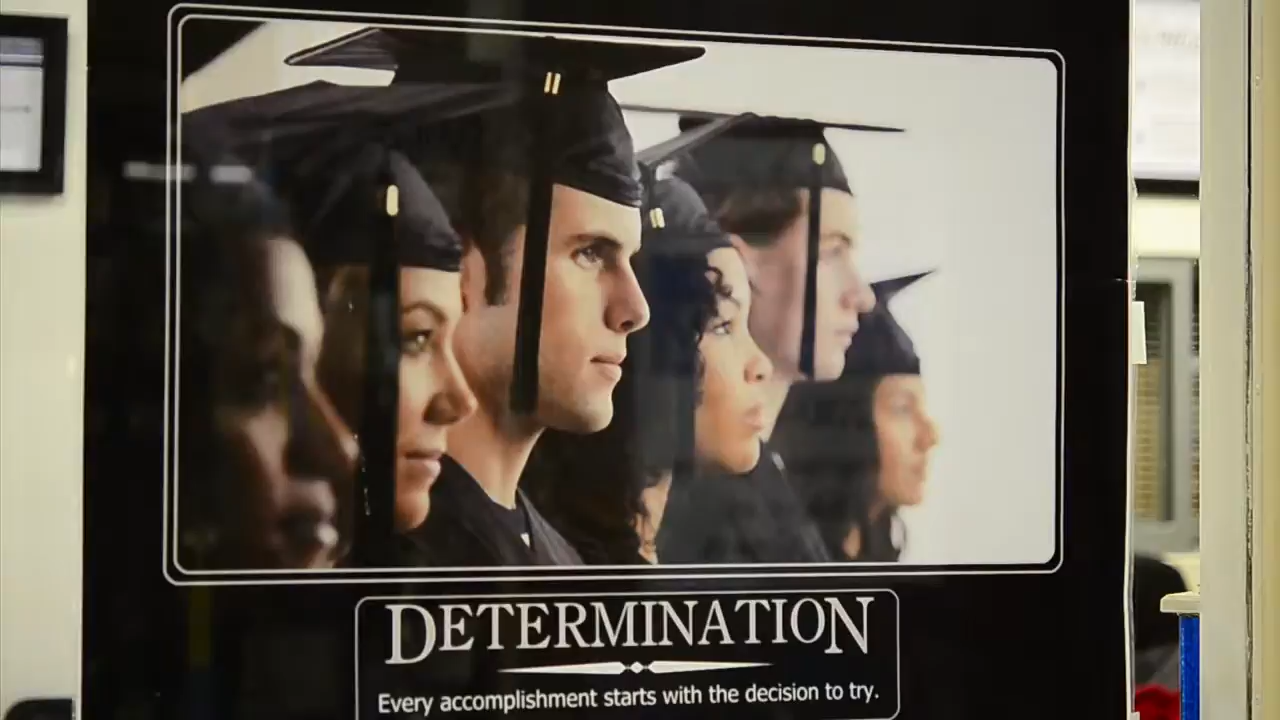 DETERMINATION
Every accomplishment starts with the decision to try.